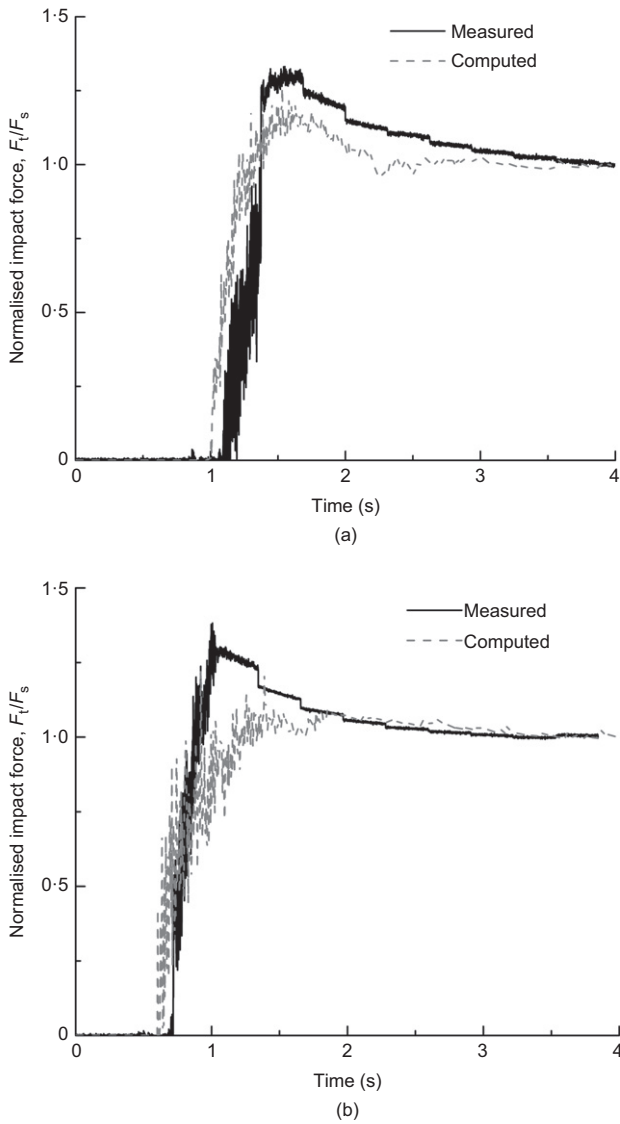 1·5
Measured
Computed
1·0
Normalised impact force, Ft/Fs
0·5
0
0 1 2 3 4
Time (s)
(a)
1·5
Measured
Computed
1·0
Normalised impact force, Ft/Fs
0·5
0
0 1 2 3 4
Time (s)
(b)